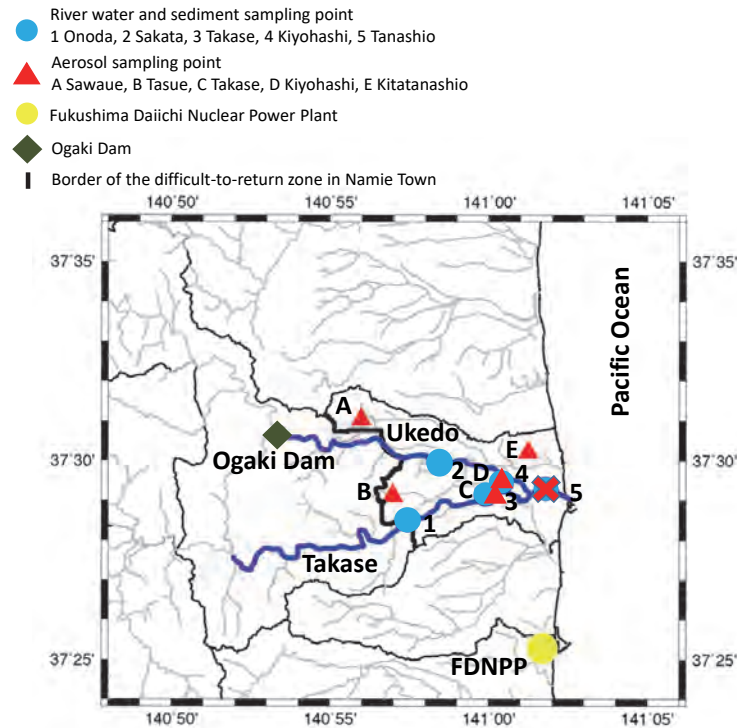 River water and sediment sampling point
1 Onoda, 2 Sakata, 3 Takase, 4 Kiyohashi, 5 Tanashio
Aerosol sampling point
A Sawaue, B Tasue, C Takase, D Kiyohashi, E Kitatanashio
Fukushima Daiichi Nuclear Power Plant
Ogaki Dam
Border of the difficult-to-return zone in Namie Town
140˚50' 140˚55' 141˚00' 141˚05'
37˚35' 37˚35'
Pacific Ocean
A
Ukedo
E
Ogaki Dam
37˚30' 37˚30'
2 D 4
B C 3 5
1
Takase
FDNPP
37˚25' 37˚25'
140˚50' 140˚55' 141˚00' 141˚05'